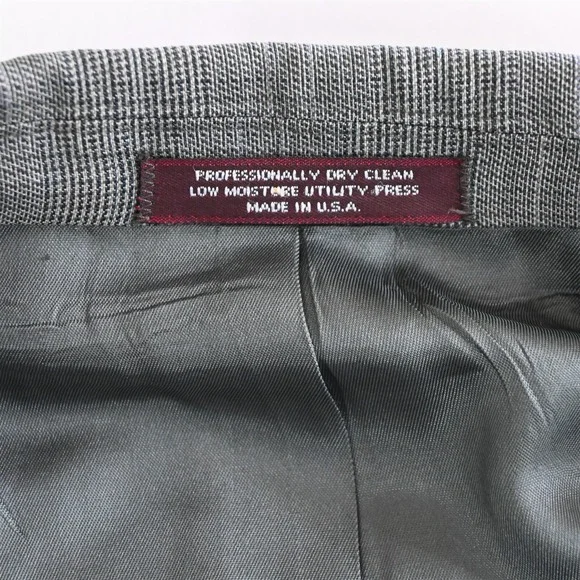 PROFESSIONALLY DRY CLEAN
LOW MOISTURE UTILITY PRESS
MADE IN U.S.A.